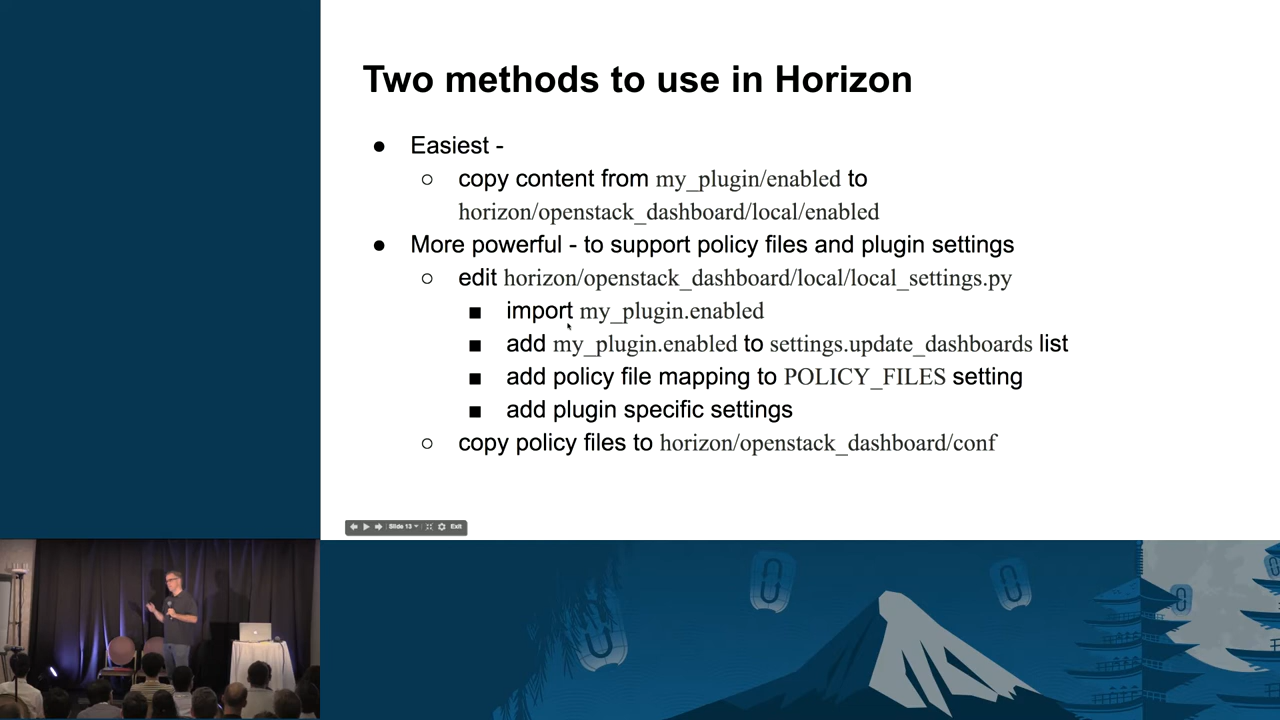 Two methods to use in Horizon
● Easiest -
○ copy content from my_plugin/enabled to
horizon/openstack_dashboard/local/enabled
● More powerful - to support policy files and plugin settings
○ edit horizon/openstack_dashboard/local/local_settings.py
■ import my_plugin.enabled
■ add my_plugin.enabled to settings.update_dashboards list
■ add policy file mapping to POLICY_FILES setting
■ add plugin specific settings
○ copy policy files to horizon/openstack_dashboard/conf
Slide 13 Exit